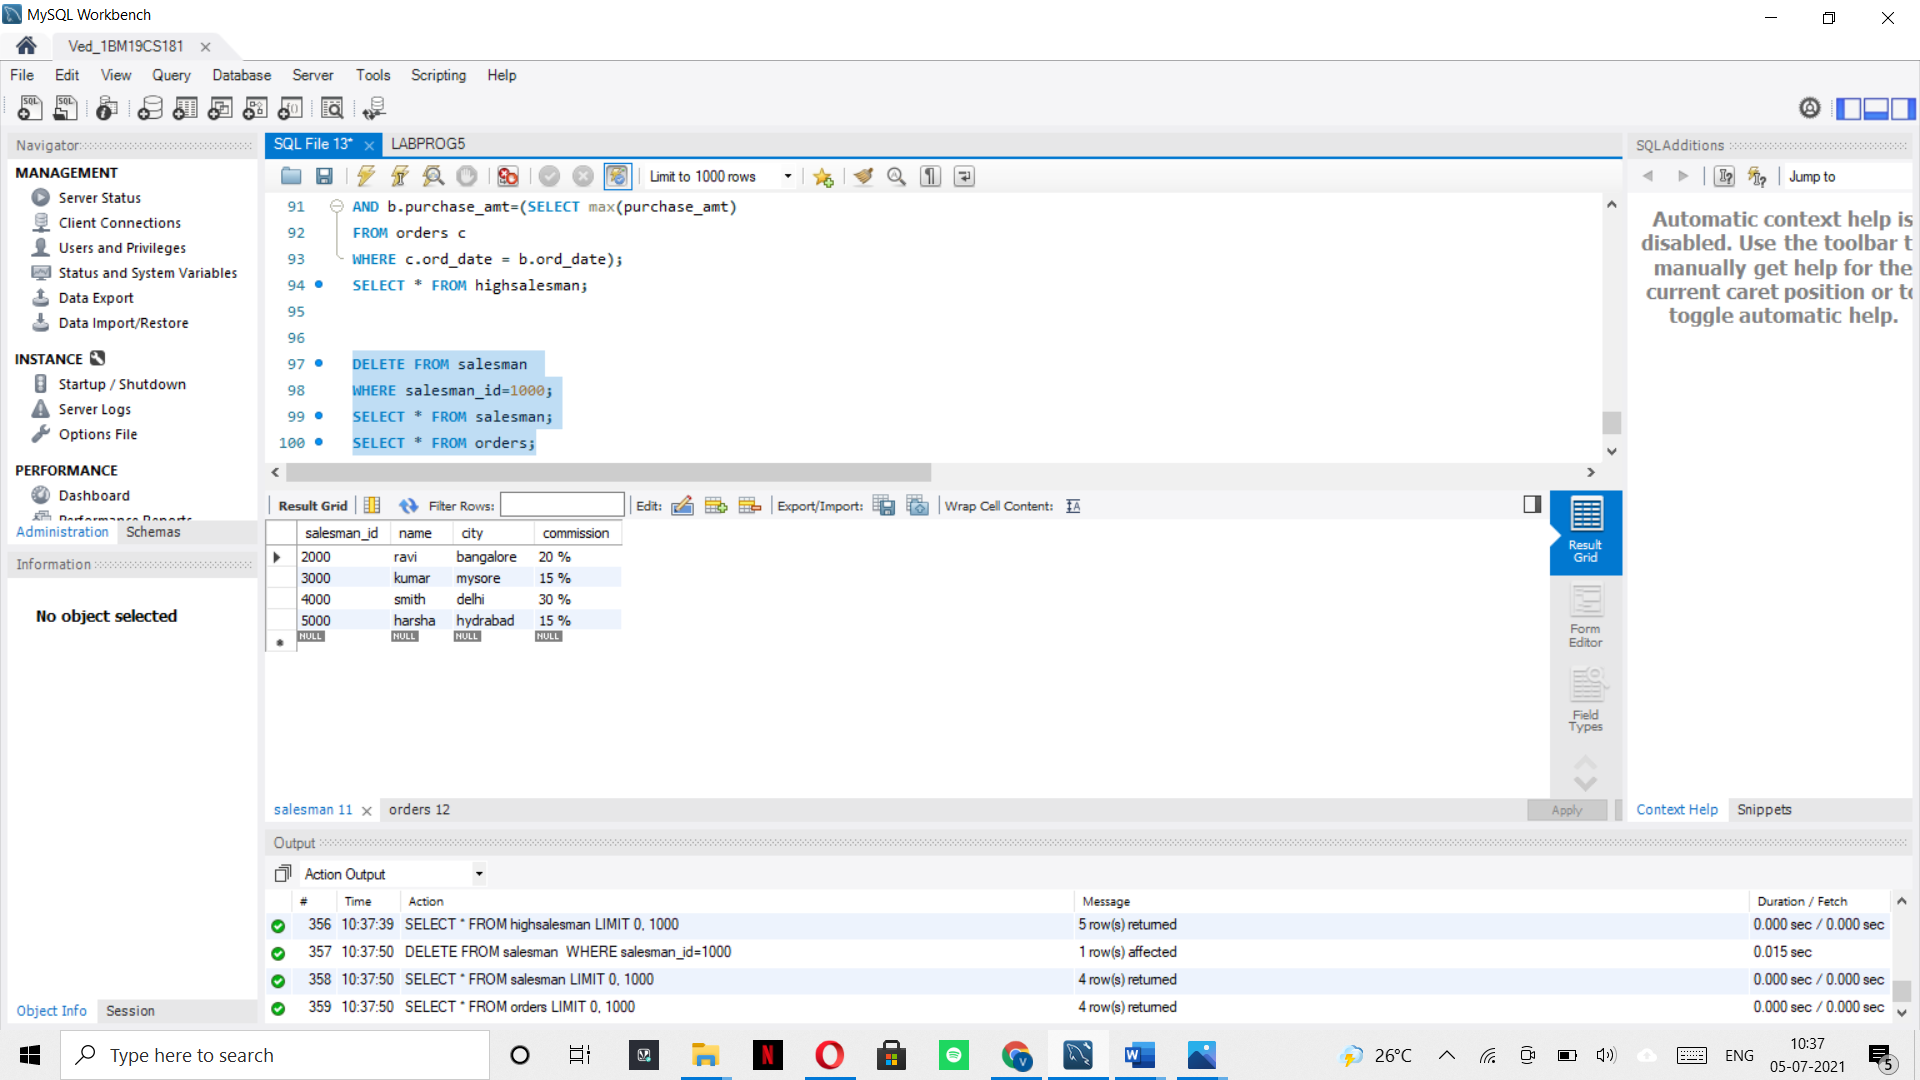 MySQL Workbench
Ved_1BM19CS181
File Edit View Query Database Server Tools Scripting Help
Navigator
MANAGEMENT
Server Status
Client Connections
Users and Privileges
Status and System Variables
Data Export
Data Import/Restore
INSTANCE
Startup / Shutdown
Server Logs
Options File
PERFORMANCE
Dashboard
Performance Reports
Administration Schemas
Information
No object selected
Object Info Session
SQL File 13* LABPROG5
Limit to 1000 rows
91 AND b.purchase_amt=(SELECT max(purchase_amt)
92 FROM orders c
93 WHERE c.ord_date = b.ord_date);
94 SELECT * FROM highsalesman;
95
96
97 DELETE FROM salesman
98 WHERE salesman_id=1000;
99 SELECT * FROM salesman;
100 SELECT * FROM orders;
Result Grid Filter Rows: Edit: Export/Import: Wrap Cell Content:
salesman_id name city commission
2000 ravi bangalore 20 %
3000 kumar mysore 15 %
4000 smith delhi 30 %
5000 harsha hydrabad 15 %
NULL NULL NULL NULL
Result
Grid
Form
Editor
Field
Types
salesman 11 orders 12
Apply
SQLAdditions
Jump to
Automatic context help is
disabled. Use the toolbar t
manually get help for the
current caret position or to
toggle automatic help.
Context Help Snippets
Output
Action Output
# Time Action Message Duration / Fetch
356 10:37:39 SELECT * FROM highsalesman LIMIT 0, 1000 5 row(s) returned 0.000 sec / 0.000 sec
357 10:37:50 DELETE FROM salesman WHERE salesman_id=1000 1 row(s) affected 0.015 sec
358 10:37:50 SELECT * FROM salesman LIMIT 0, 1000 4 row(s) returned 0.000 sec / 0.000 sec
359 10:37:50 SELECT * FROM orders LIMIT 0, 1000 4 row(s) returned 0.000 sec / 0.000 sec
Type here to search
26°C
ENG
10:37
05-07-2021
5